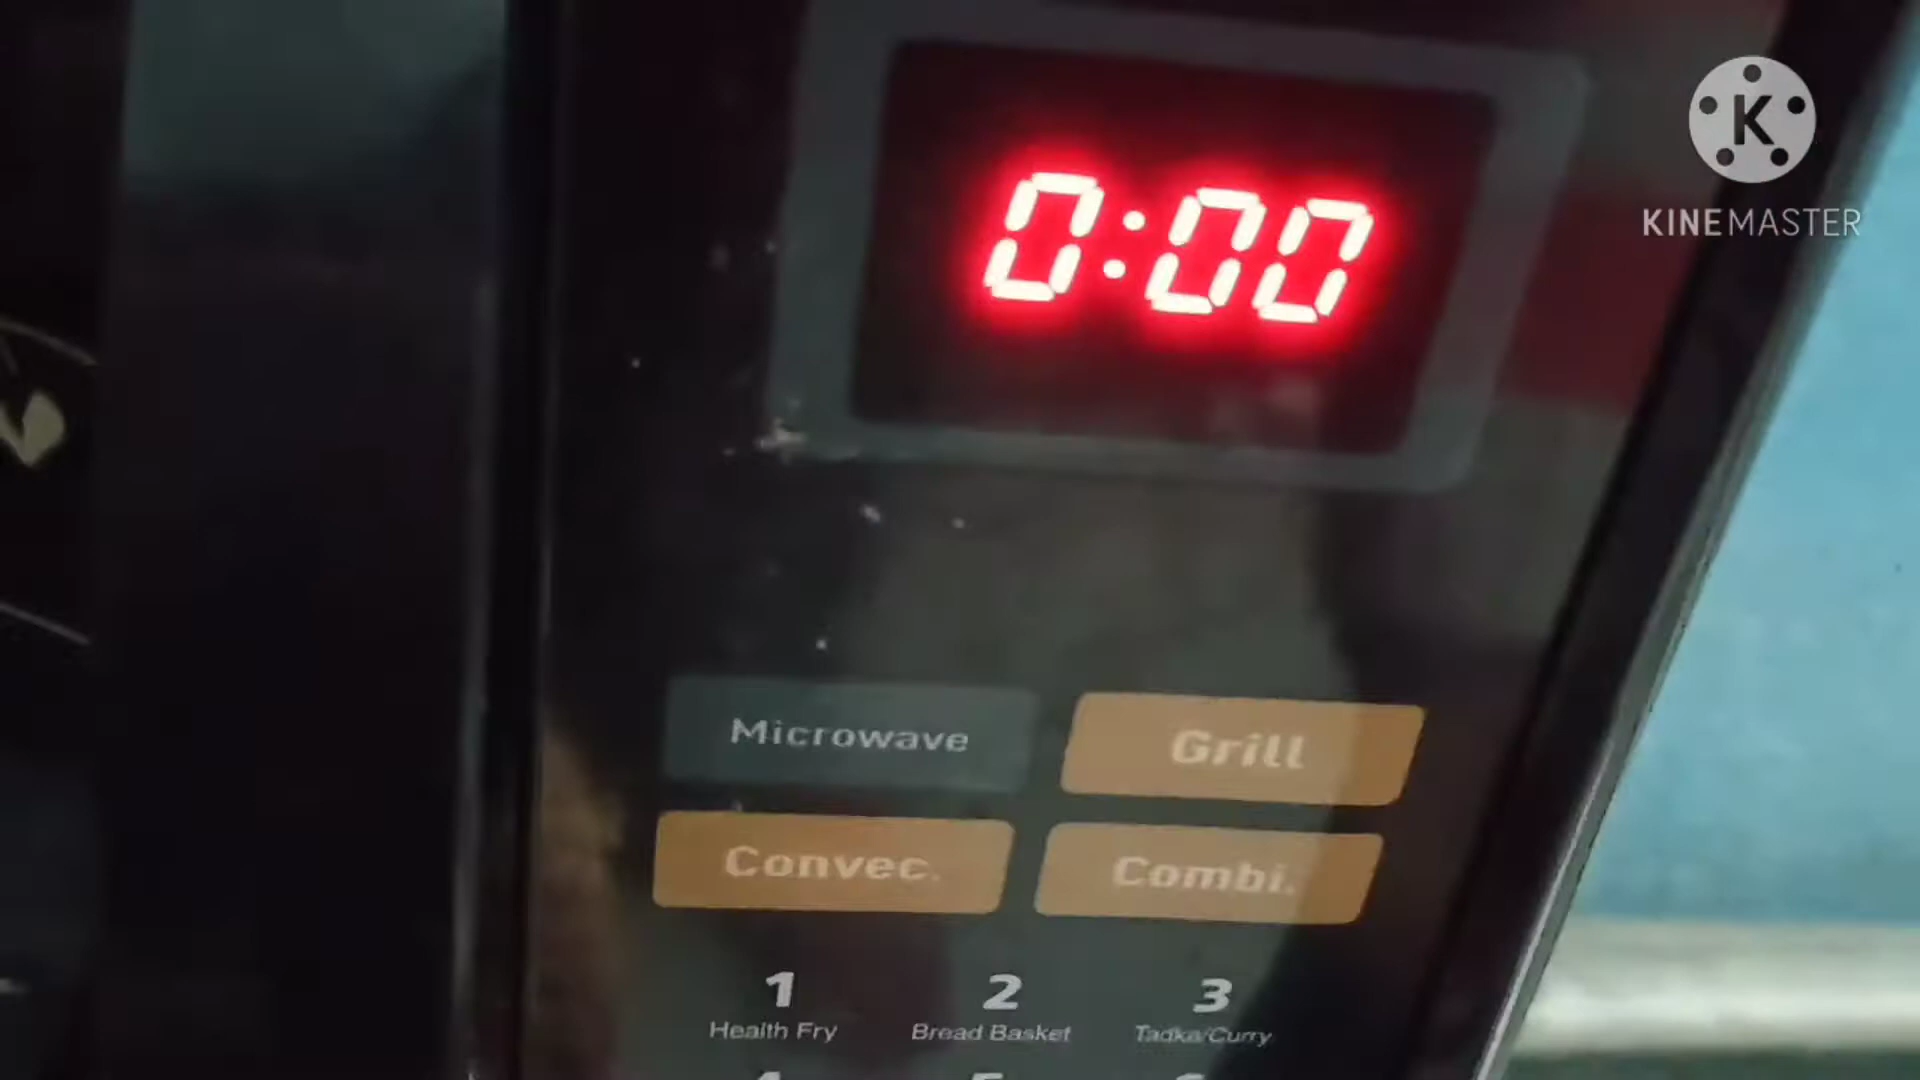 0:00
K
KINEMASTER
Microwave
Grill
Convec.
Combi.
1
2
3
Health Fry
Bread Basket
Tadka/Curry